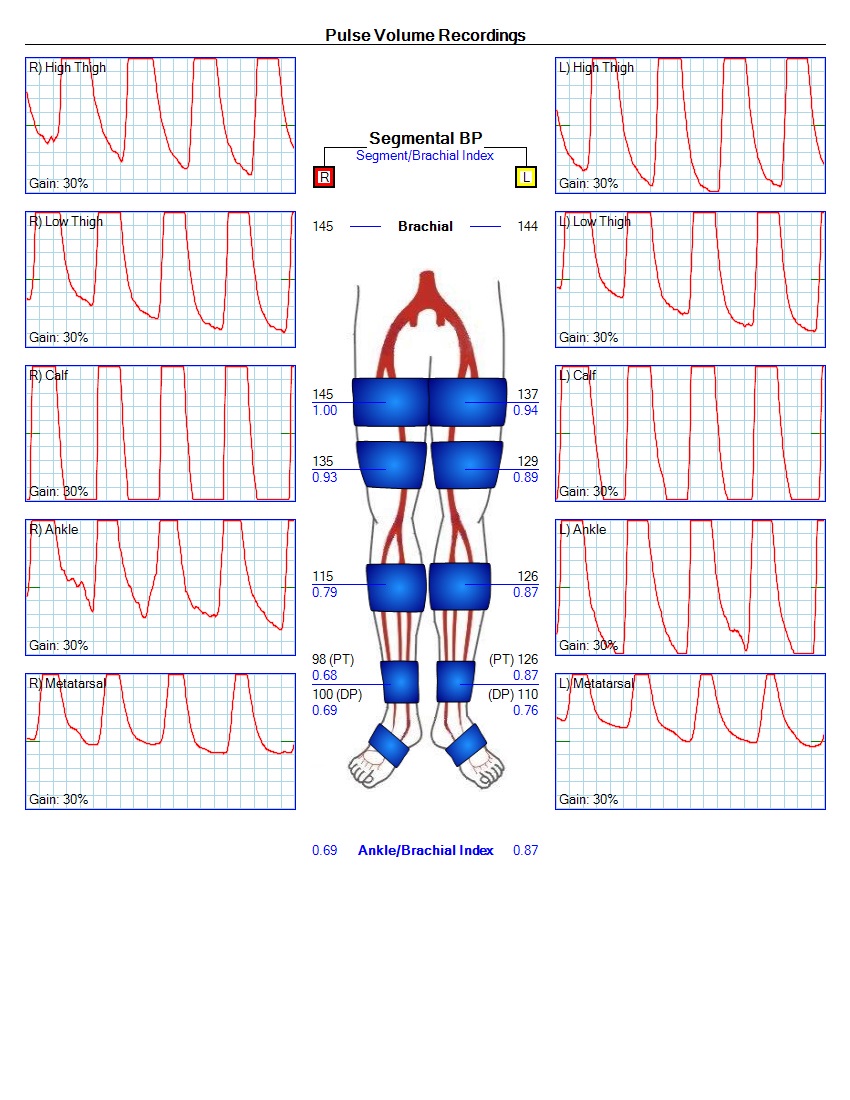 Pulse Volume Recordings
R) High Thigh
Gain: 30%
L) High Thigh
Gain: 30%
Segmental BP
Segment/Brachial Index
R
L
R) Low Thigh
Gain: 30%
145 Brachial 144
L) Low Thigh
Gain: 30%
R) Calf
Gain: 30%
145 137
1.00 0.94
L) Calf
Gain: 30%
135 129
0.93 0.89
R) Ankle
Gain: 30%
115 126
0.79 0.87
L) Ankle
Gain: 30%
98 (PT) (PT) 126
0.68 0.87
100 (DP) (DP) 110
0.69 0.76
R) Metatarsal
Gain: 30%
L) Metatarsal
Gain: 30%
0.69 Ankle/Brachial Index 0.87